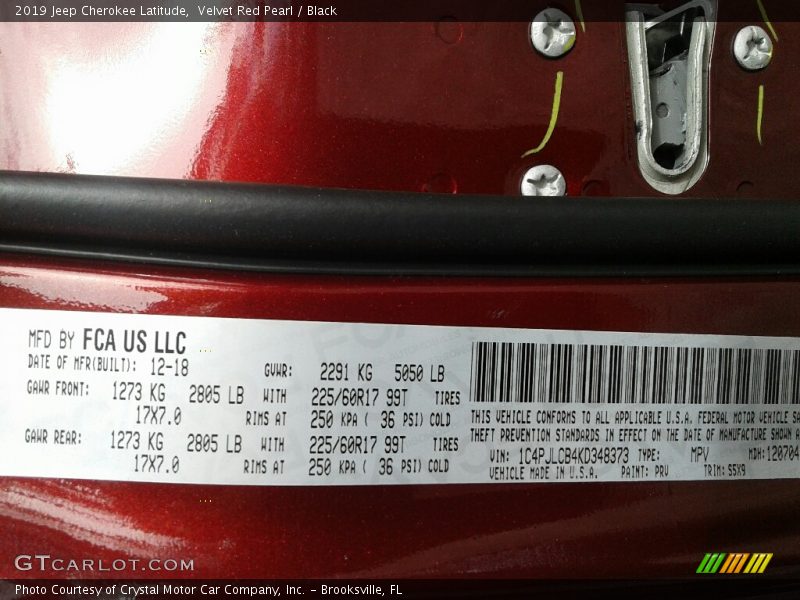 2019 Jeep Cherokee Latitude, Velvet Red Pearl / Black
MFD BY FCA US LLC
DATE OF MFR(BUILT): 12-18 GVWR: 2291 KG 5050 LB
GAWR FRONT: 1273 KG 2805 LB WITH 225/60R17 99T TIRES
17X7.0 RIMS AT 250 KPA ( 36 PSI) COLD
GAWR REAR: 1273 KG 2805 LB WITH 225/60R17 99T TIRES
17X7.0 RIMS AT 250 KPA ( 36 PSI) COLD
THIS VEHICLE CONFORMS TO ALL APPLICABLE U.S.A. FEDERAL MOTOR VEHICLE SA
THEFT PREVENTION STANDARDS IN EFFECT ON THE DATE OF MANUFACTURE SHOWN A
VIN: 1C4PJLCB4KD348373 TYPE: MPV MDH:120704
VEHICLE MADE IN U.S.A. PAINT: PRV TRIM: S5X9
GTCARLOT.COM
Photo Courtesy of Crystal Motor Car Company, Inc. – Brooksville, FL